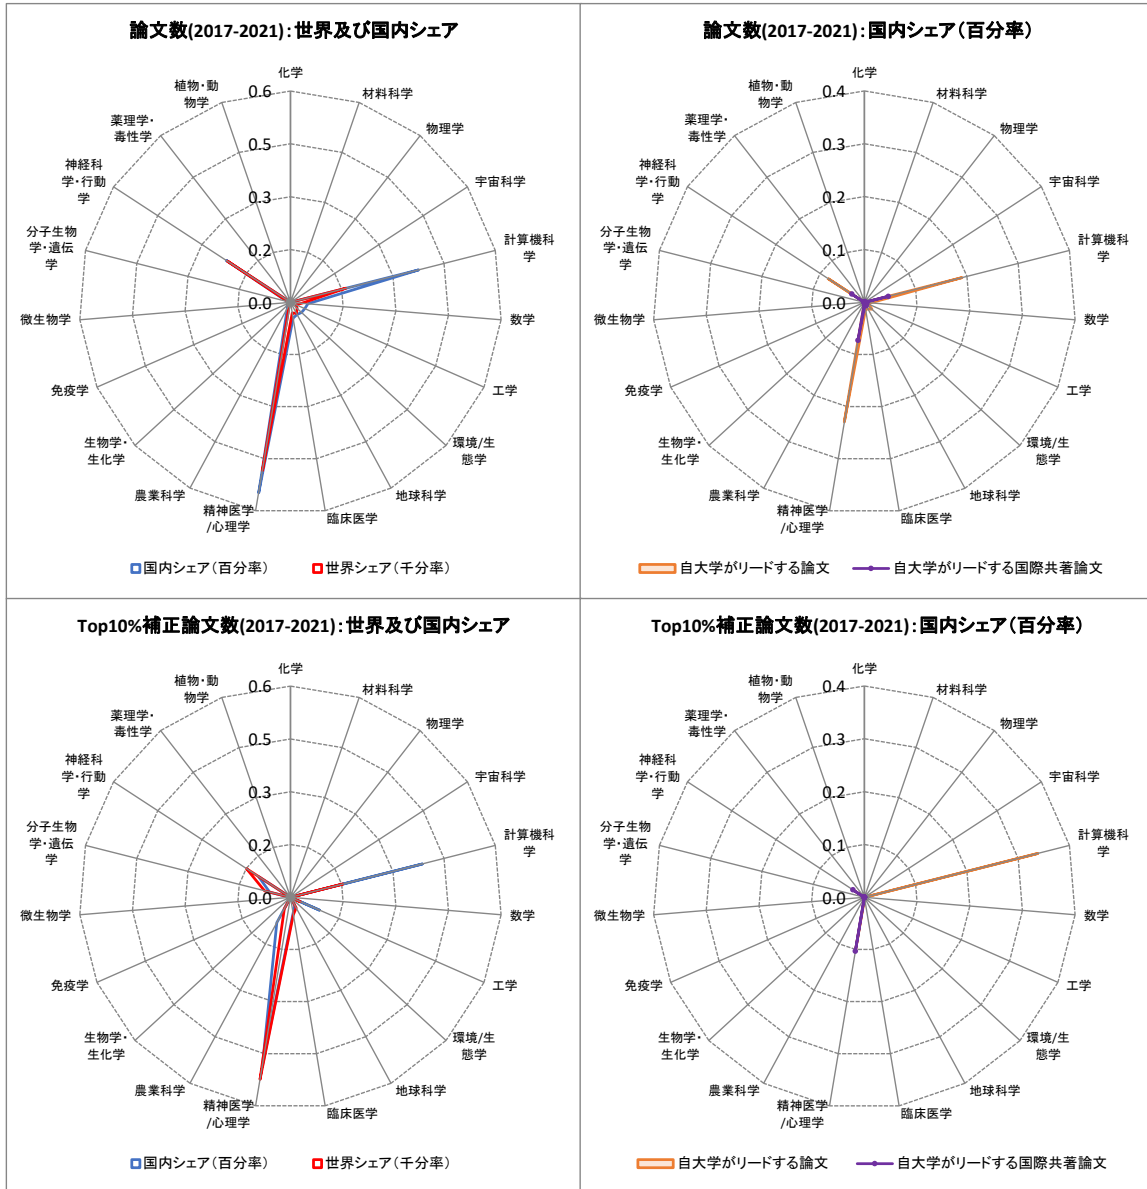 論文数(2017-2021)：世界及び国内シェア
化学
材料科学
物理学
宇宙科学
計算機科
学
数学
工学
環境/生
態学
地球科学
臨床医学
精神医学
/心理学
農業科学
生物学・
生化学
免疫学
微生物学
分子生物
学・遺伝
学
神経科
学・行動
学
薬理学・
毒性学
植物・動
物学
0.6
0.5
0.3
0.2
0.0
国内シェア（百分率）
世界シェア（千分率）
論文数(2017-2021)：国内シェア（百分率）
化学
材料科学
物理学
宇宙科学
計算機科
学
数学
工学
環境/生
態学
地球科学
臨床医学
精神医学
/心理学
農業科学
生物学・
生化学
免疫学
微生物学
分子生物
学・遺伝
学
神経科
学・行動
学
薬理学・
毒性学
植物・動
物学
0.4
0.3
0.2
0.1
0.0
自大学がリードする論文
自大学がリードする国際共著論文
Top10%補正論文数(2017-2021)：世界及び国内シェア
化学
材料科学
物理学
宇宙科学
計算機科
学
数学
工学
環境/生
態学
地球科学
臨床医学
精神医学
/心理学
農業科学
生物学・
生化学
免疫学
微生物学
分子生物
学・遺伝
学
神経科
学・行動
学
薬理学・
毒性学
植物・動
物学
0.6
0.5
0.3
0.2
0.0
国内シェア（百分率）
世界シェア（千分率）
Top10%補正論文数(2017-2021)：国内シェア（百分率）
化学
材料科学
物理学
宇宙科学
計算機科
学
数学
工学
環境/生
態学
地球科学
臨床医学
精神医学
/心理学
農業科学
生物学・
生化学
免疫学
微生物学
分子生物
学・遺伝
学
神経科
学・行動
学
薬理学・
毒性学
植物・動
物学
0.4
0.3
0.2
0.1
0.0
自大学がリードする論文
自大学がリードする国際共著論文